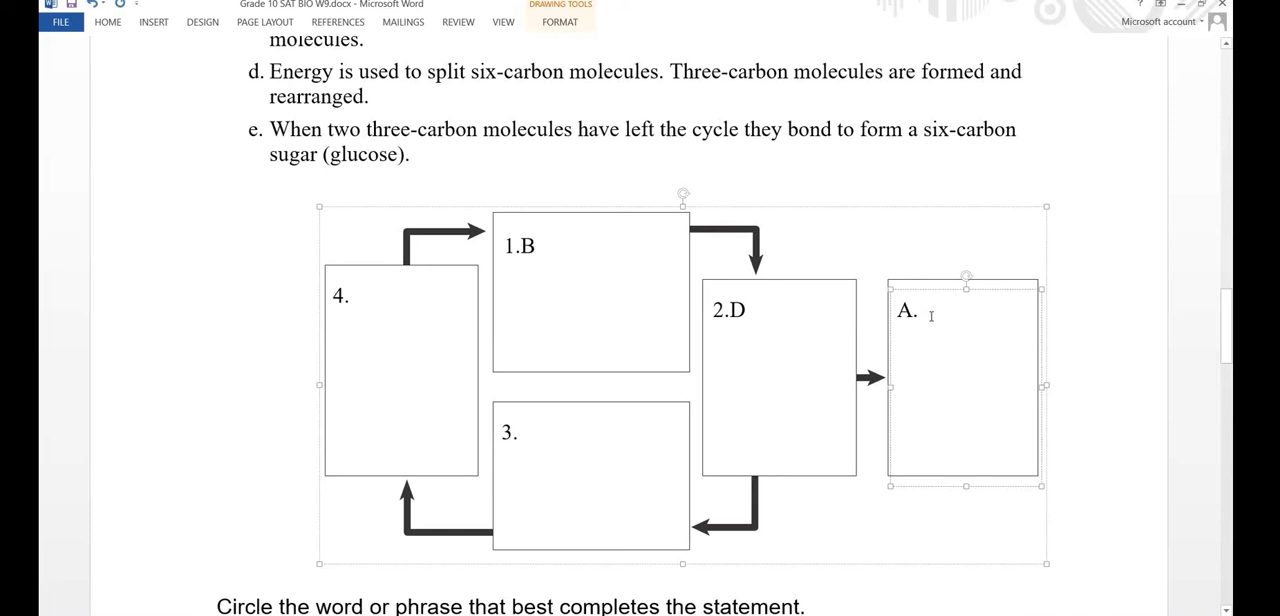 Grade 10 SAT BIO W9.docx - Microsoft Word
DRAWING TOOLS
FILE HOME INSERT DESIGN PAGE LAYOUT REFERENCES MAILINGS REVIEW VIEW FORMAT Microsoft account
molecules.
d. Energy is used to split six-carbon molecules. Three-carbon molecules are formed and
rearranged.
e. When two three-carbon molecules have left the cycle they bond to form a six-carbon
sugar (glucose).
1.B
4.
2.D
A.
3.
Circle the word or phrase that best completes the statement.